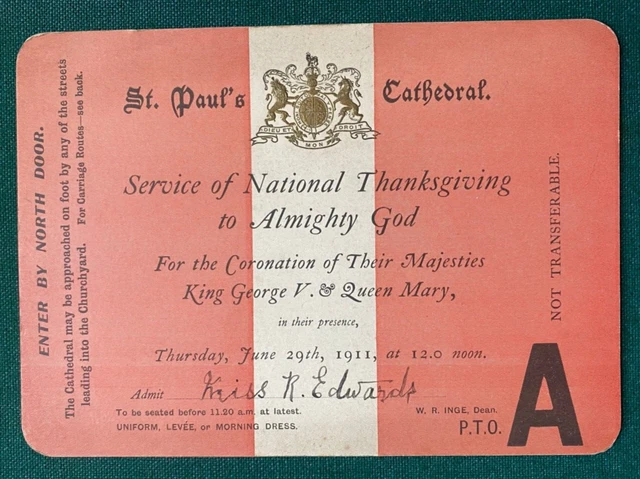 St. Paul's Cathedral.
DIEU ET MON DROIT
Service of National Thanksgiving
to Almighty God
For the Coronation of Their Majesties
King George V. & Queen Mary,
in their presence,
Thursday, June 29th, 1911, at 12.0 noon.
Admit R. Edwards
To be seated before 11.20 a.m. at latest.
UNIFORM, LEVÉE, or MORNING DRESS.
W. R. INGE, Dean.
P.T.O.
A
ENTER BY NORTH DOOR.
The Cathedral may be approached on foot by any of the streets
leading into the Churchyard. For Carriage Routes—see back.
NOT TRANSFERABLE.